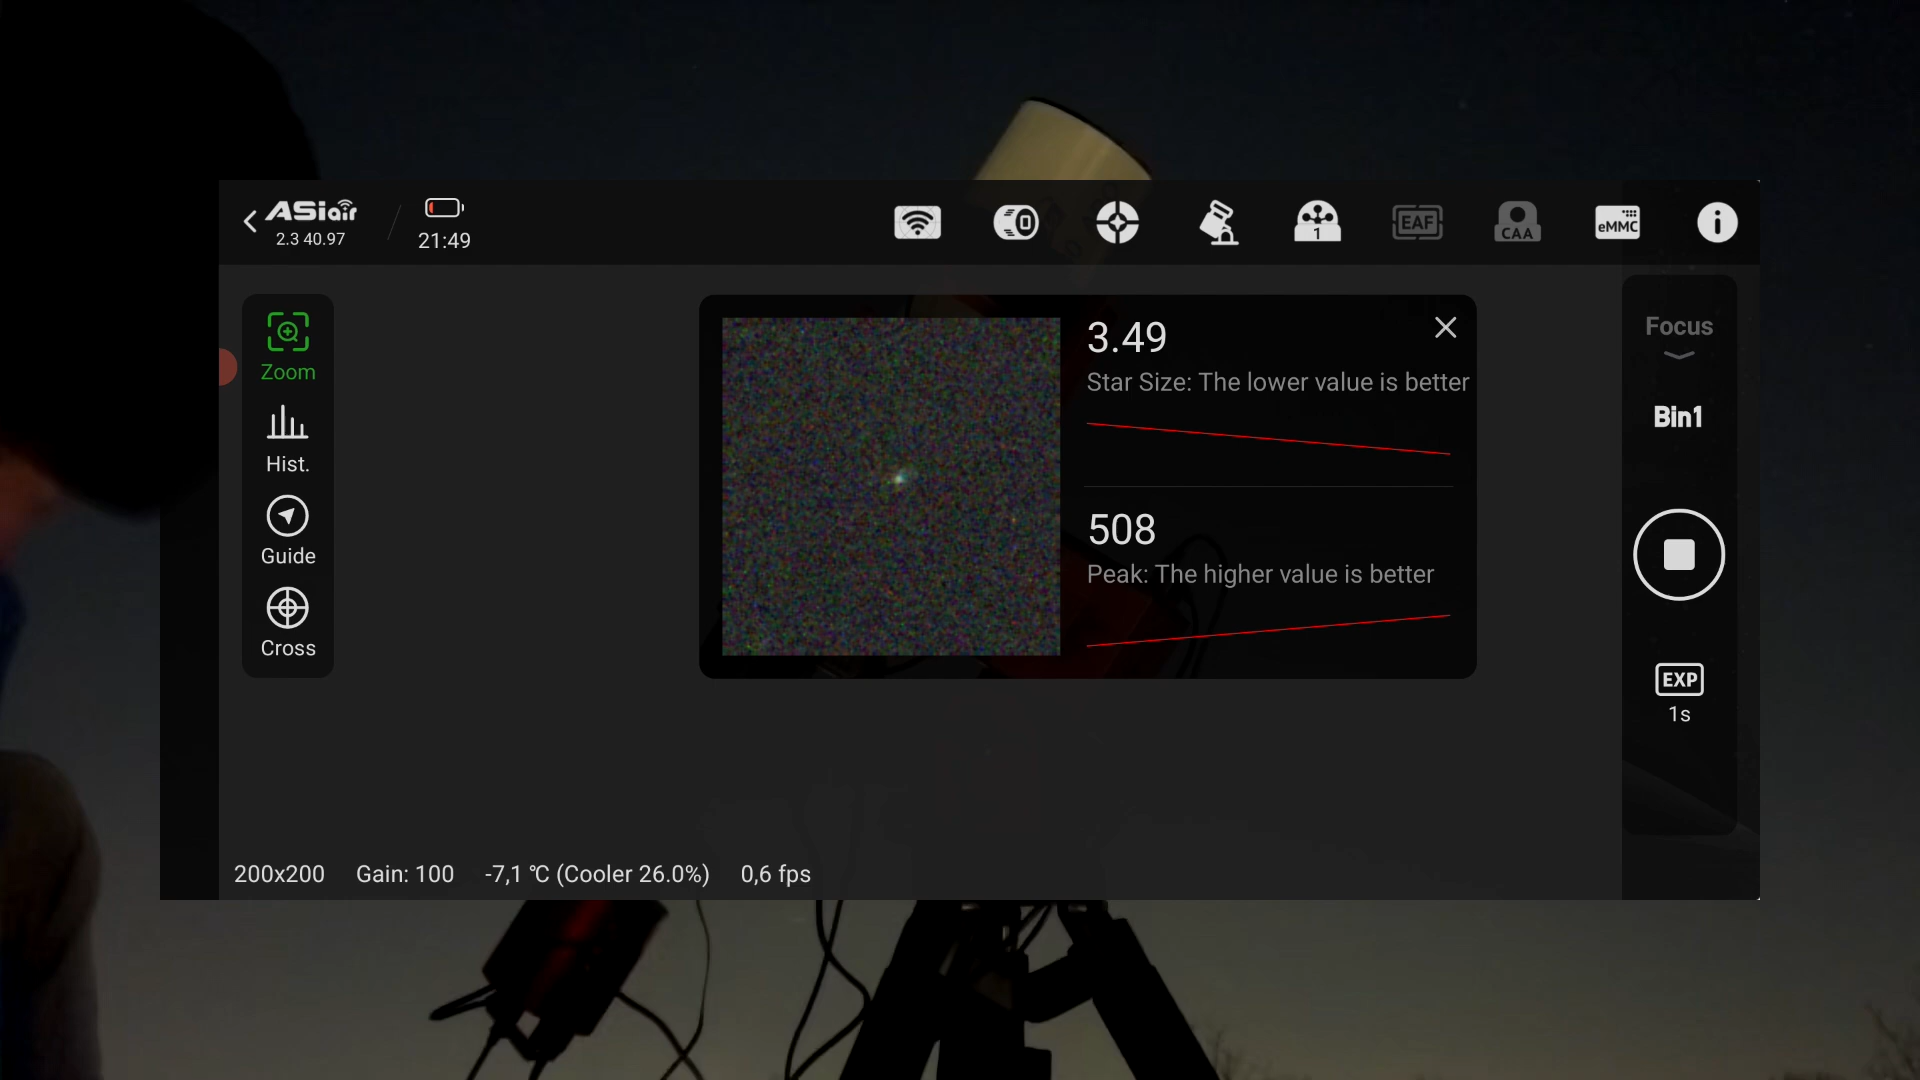 ASiair
2.3 40.97
21:49
1
EAF
CAA
eMMC
Zoom
Hist.
Guide
Cross
3.49
Star Size: The lower value is better
508
Peak: The higher value is better
Focus
Bin1
EXP
1s
200x200 Gain: 100 -7,1 ℃ (Cooler 26.0%) 0,6 fps